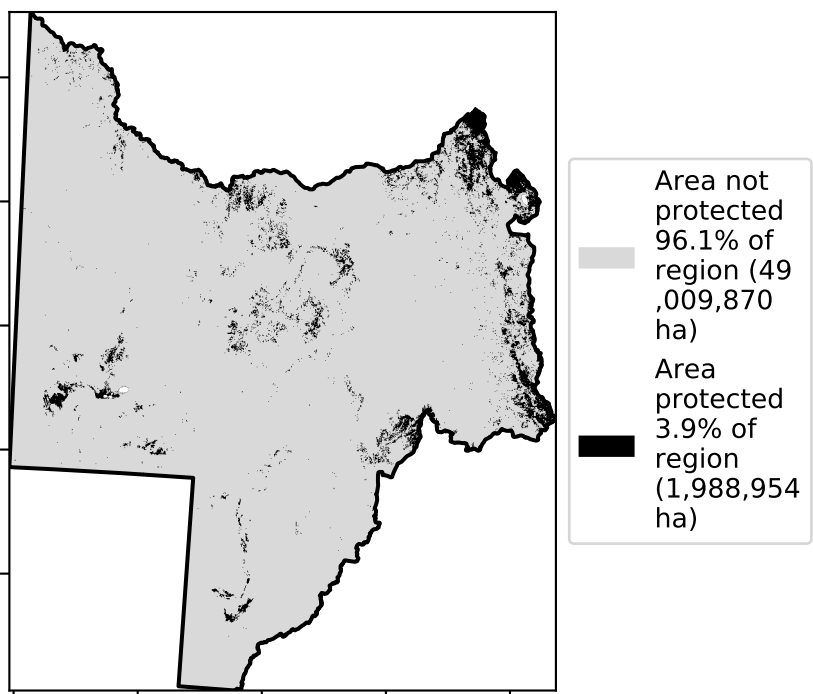 Area not
protected
96.1% of
region (49
,009,870
ha)
Area
protected
3.9% of
region
(1,988,954
ha)